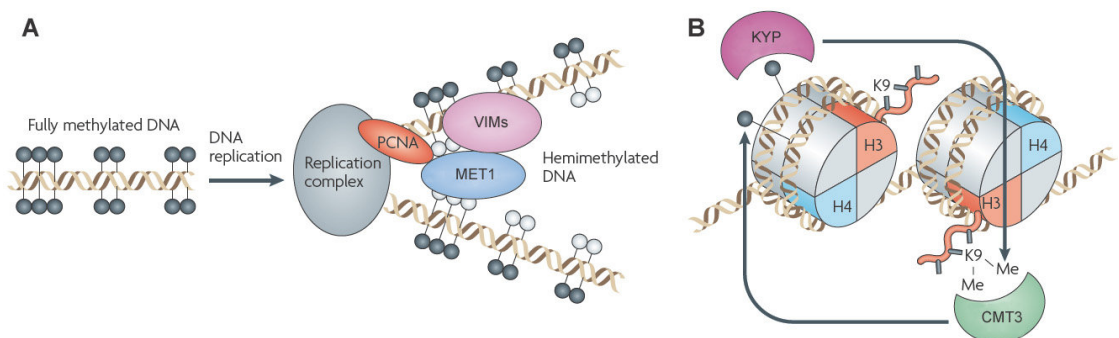 A
Fully methylated DNA
DNA
replication
Replication
complex
PCNA
VIMs
MET1
Hemimethylated
DNA
B
KYP
K9
H3
H4
H4
H3
K9
Me
Me
CMT3